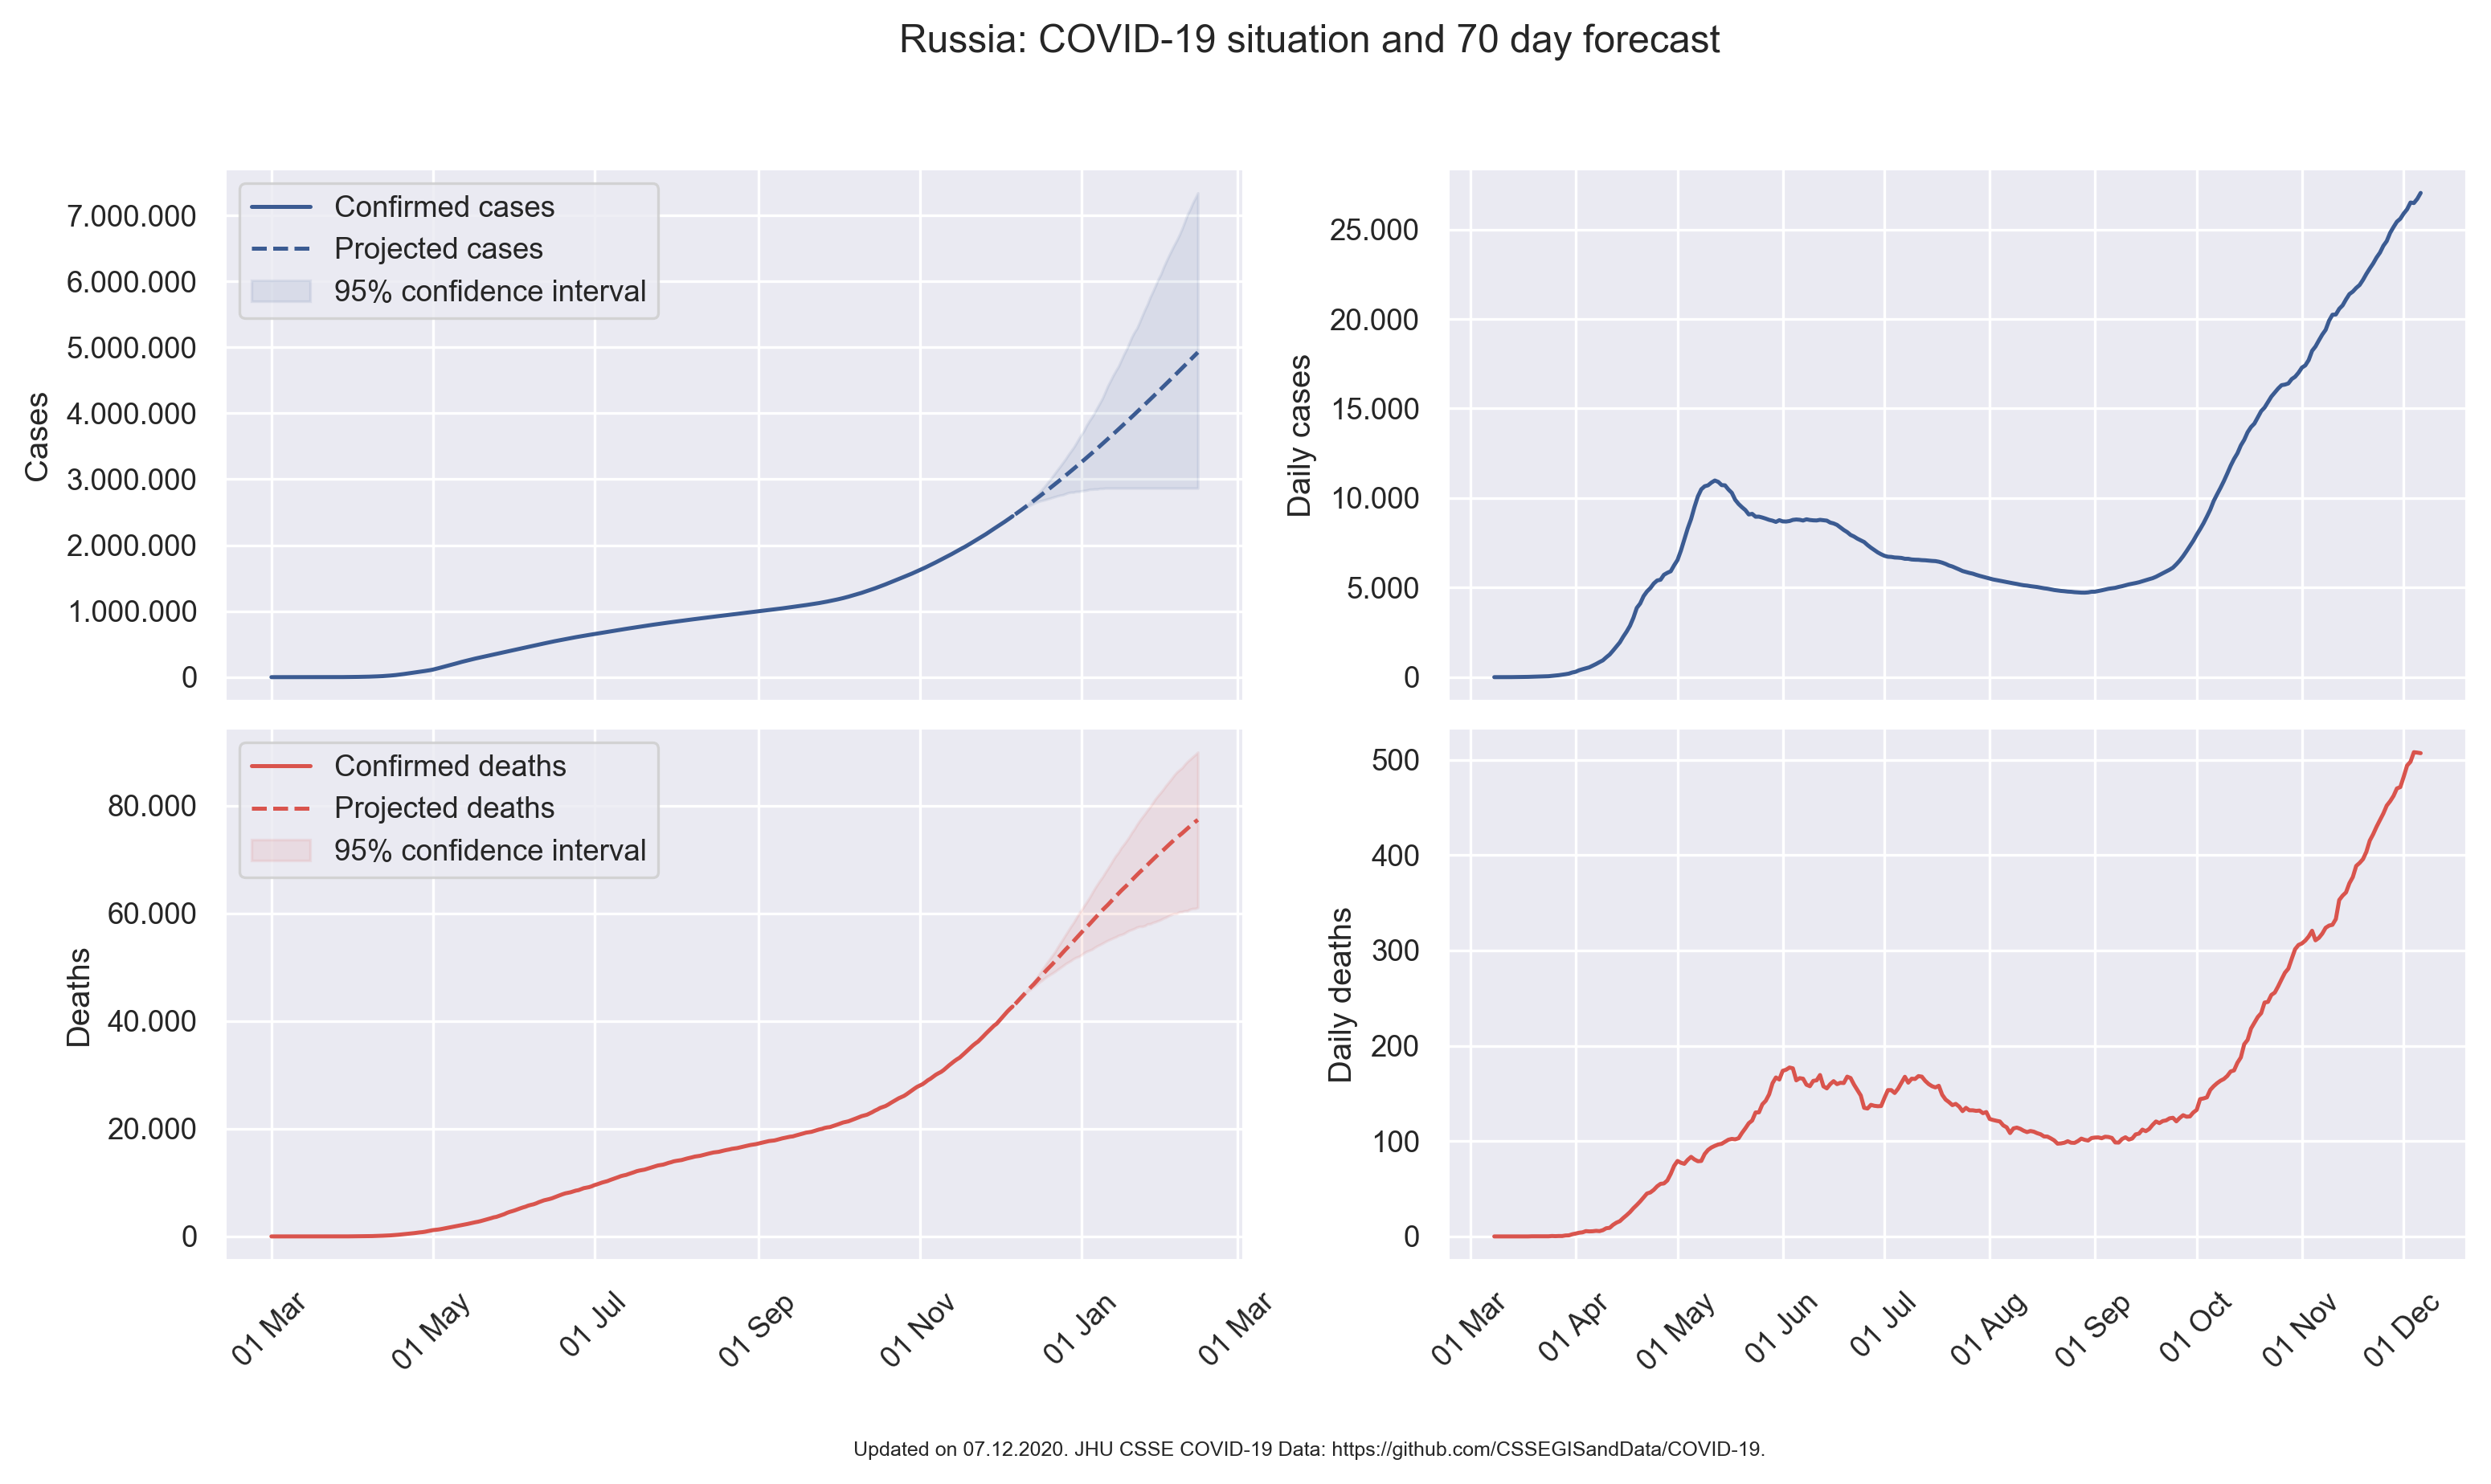 Russia: COVID-19 situation and 70 day forecast
Confirmed cases
Projected cases
95% confidence interval
7.000.000
6.000.000
5.000.000
4.000.000
3.000.000
2.000.000
1.000.000
0
Cases
25.000
20.000
15.000
10.000
5.000
0
Daily cases
Confirmed deaths
Projected deaths
95% confidence interval
80.000
60.000
40.000
20.000
0
Deaths
01 Mar
01 May
01 Jul
01 Sep
01 Nov
01 Jan
01 Mar
500
400
300
200
100
0
Daily deaths
01 Mar
01 Apr
01 May
01 Jun
01 Jul
01 Aug
01 Sep
01 Oct
01 Nov
01 Dec
Updated on 07.12.2020. JHU CSSE COVID-19 Data: https://github.com/CSSEGISandData/COVID-19.